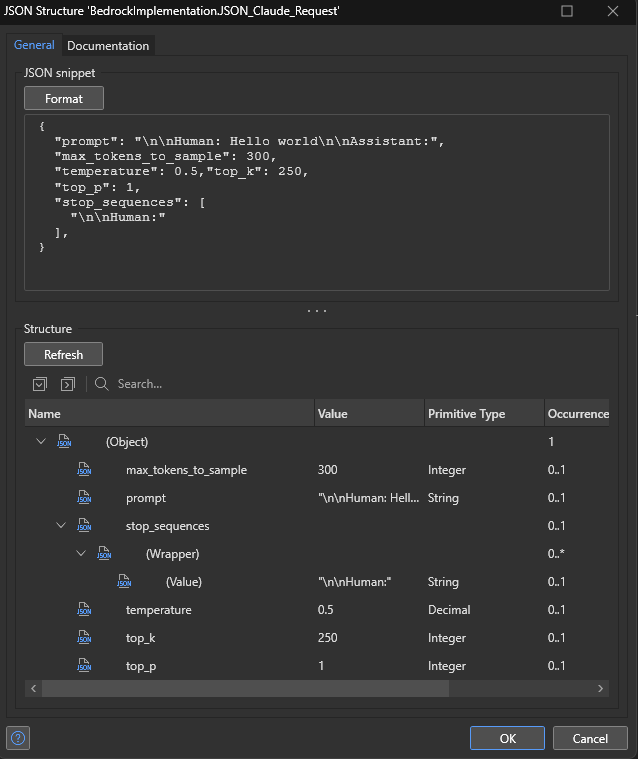 JSON Structure 'BedrockImplementation.JSON_Claude_Request'
General Documentation
JSON snippet
Format
{
"prompt": "\n\nHuman: Hello world\n\nAssistant:",
"max_tokens_to_sample": 300,
"temperature": 0.5,"top_k": 250,
"top_p": 1,
"stop_sequences": [
"\n\nHuman:"
],
}
...
Structure
Refresh
Search...
Name Value Primitive Type Occurrence
JSON (Object) 1
JSON max_tokens_to_sample 300 Integer 0..1
JSON prompt "\n\nHuman: Hell... String 0..1
JSON stop_sequences 0..1
JSON (Wrapper) 0..*
JSON (Value) "\n\nHuman:" String 0..1
JSON temperature 0.5 Decimal 0..1
JSON top_k 250 Integer 0..1
JSON top_p 1 Integer 0..1
? OK Cancel